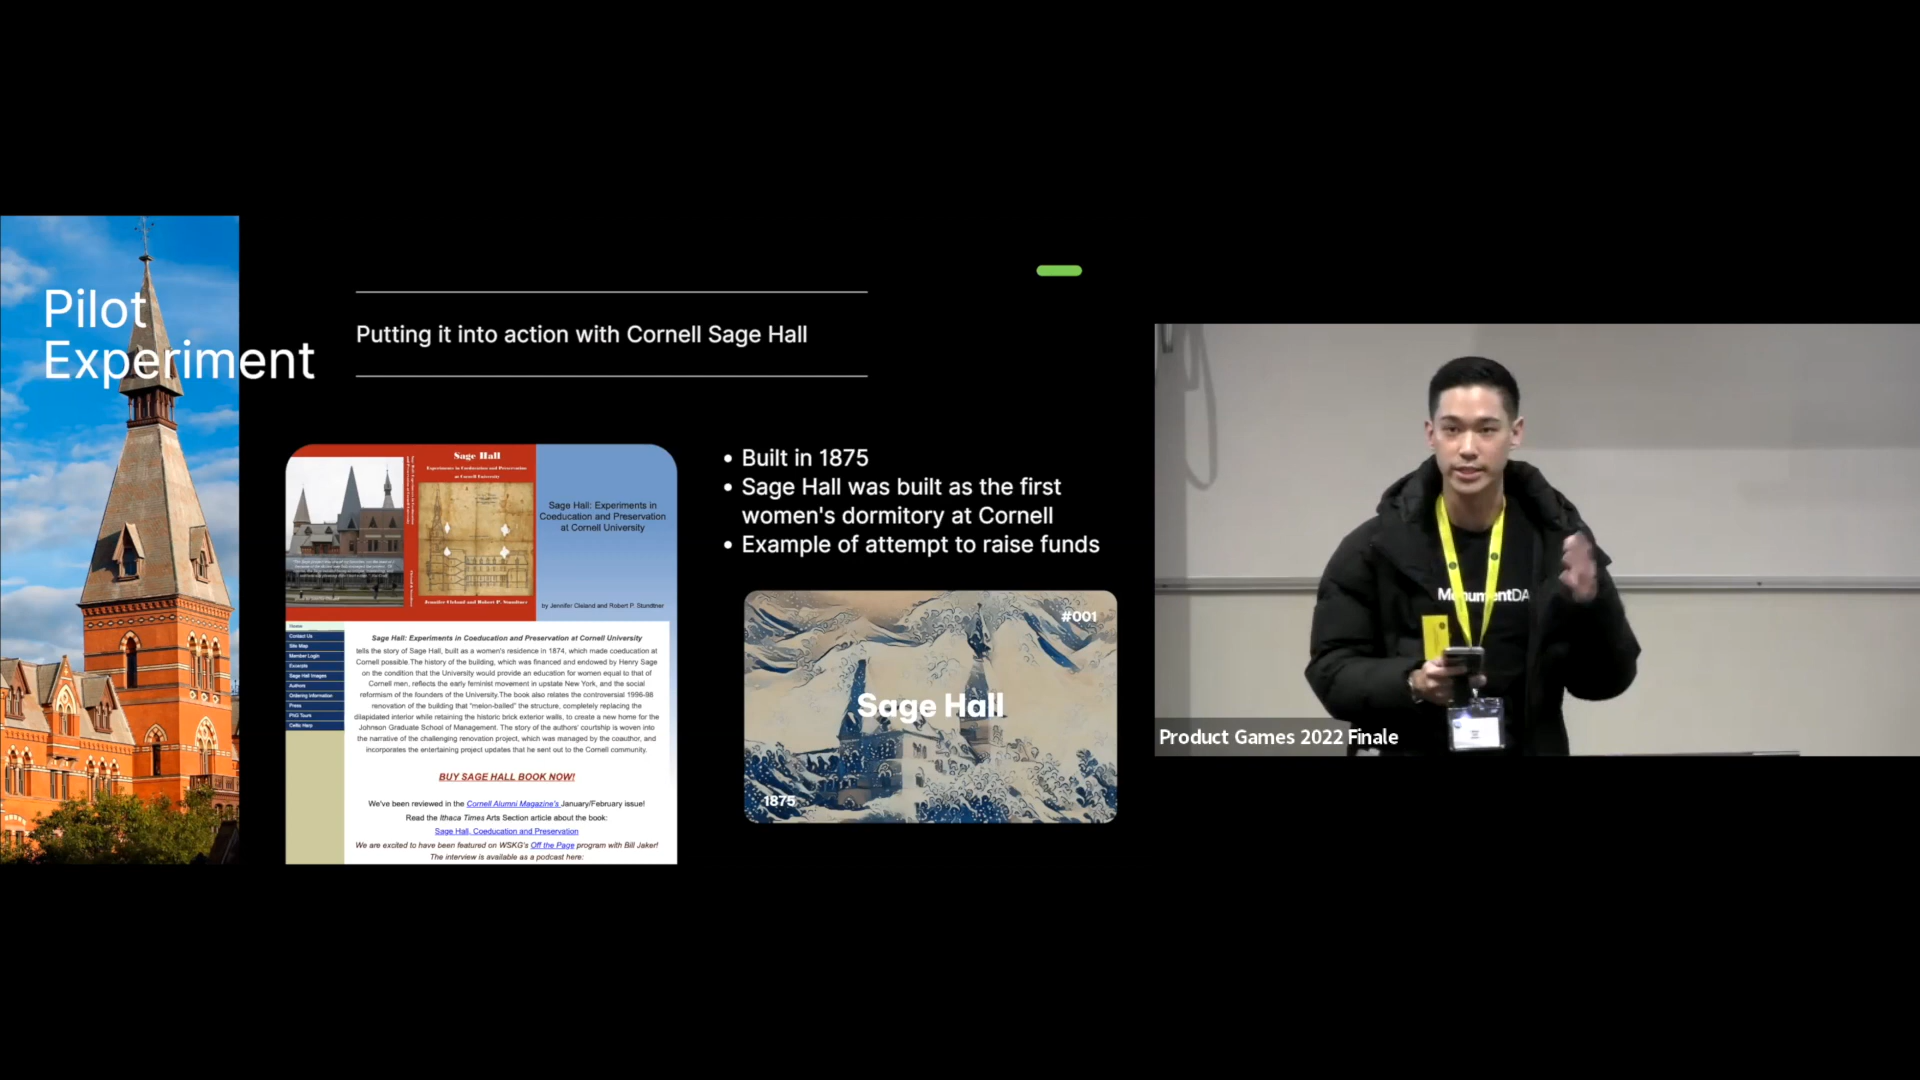 Pilot
Experiment
Putting it into action with Cornell Sage Hall
Sage Hall
Experiments in Coeducation and Preservation
at Cornell University
Jennifer Cleland and Robert P. Stundtner
Sage Hall: Experiments in
Coeducation and Preservation
at Cornell University
by Jennifer Cleland and Robert P. Stundtner
Home
Contact Us
Site Map
Member Login
Excerpts
Sage Hall Images
Authors
Ordering Information
Press
PhG Tours
Celtic Harp
Sage Hall: Experiments in Coeducation and Preservation at Cornell University
tells the story of Sage Hall, built as a women's residence in 1874, which made coeducation at
Cornell possible.The history of the building, which was financed and endowed by Henry Sage
on the condition that the University would provide an education for women equal to that of
Cornell men, reflects the early feminist movement in upstate New York, and the social
reformism of the founders of the University.The book also relates the controversial 1996-98
renovation of the building that "melon-balled" the structure, completely replacing the
dilapidated interior while retaining the historic brick exterior walls, to create a new home for the
Johnson Graduate School of Management. The story of the authors' courtship is woven into
the narrative of the challenging renovation project, which was managed by the coauthor, and
incorporates the entertaining project updates that he sent out to the Cornell community.
BUY SAGE HALL BOOK NOW!
We've been reviewed in the Cornell Alumni Magazine's January/February issue!
Read the Ithaca Times Arts Section article about the book:
Sage Hall, Coeducation and Preservation
We are excited to have been featured on WSKG's Off the Page program with Bill Jaker!
The interview is available as a podcast here:
• Built in 1875
• Sage Hall was built as the first
women's dormitory at Cornell
• Example of attempt to raise funds
#001
Sage Hall
1875
MonumentDA
Product Games 2022 Finale